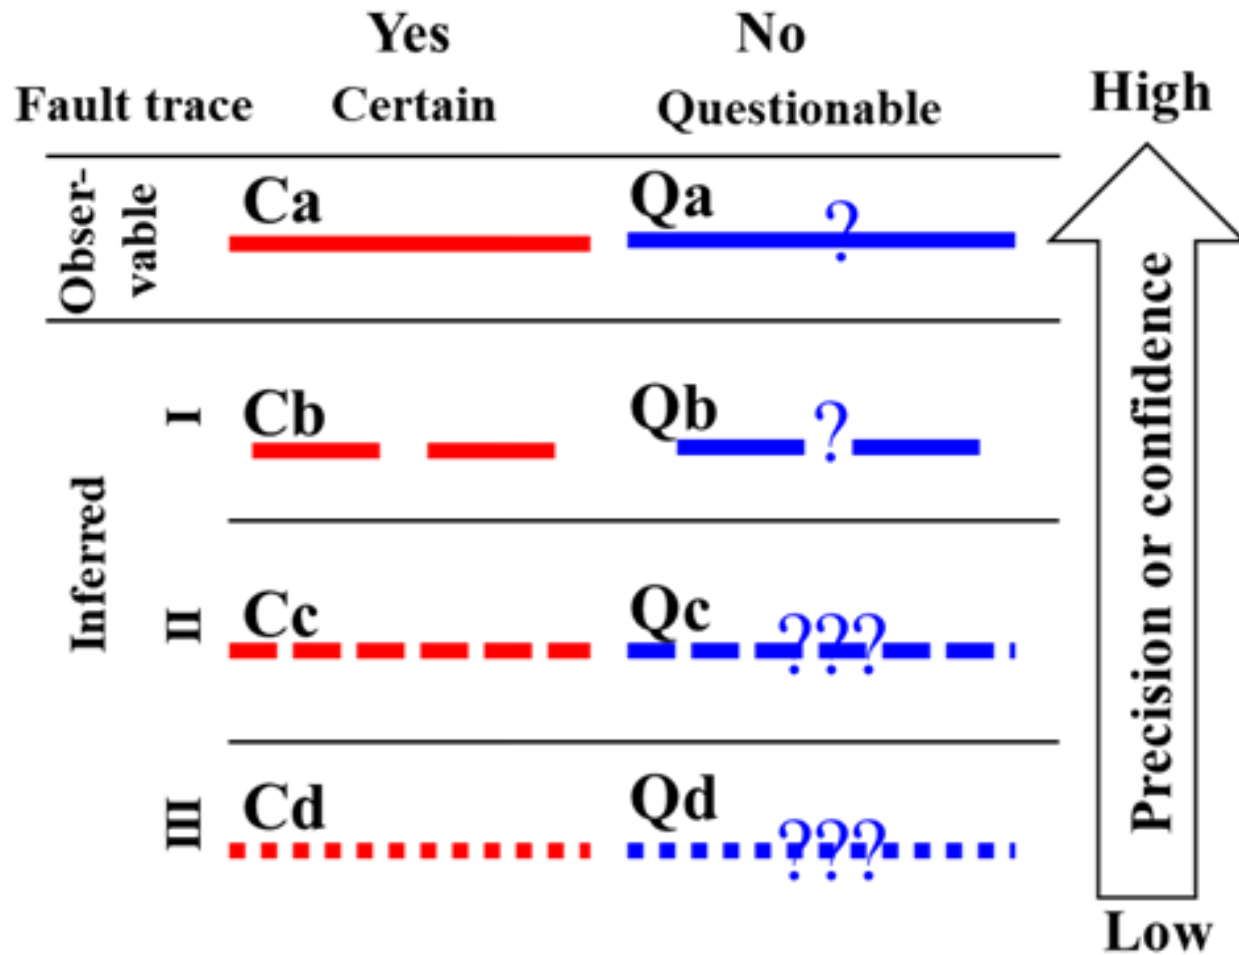 Yes No
Fault trace Certain Questionable High
Obser-
vable
Ca Qa ?
Inferred
I Cb Qb ?
II Cc Qc ???
III Cd Qd ???
Precision or confidence
Low